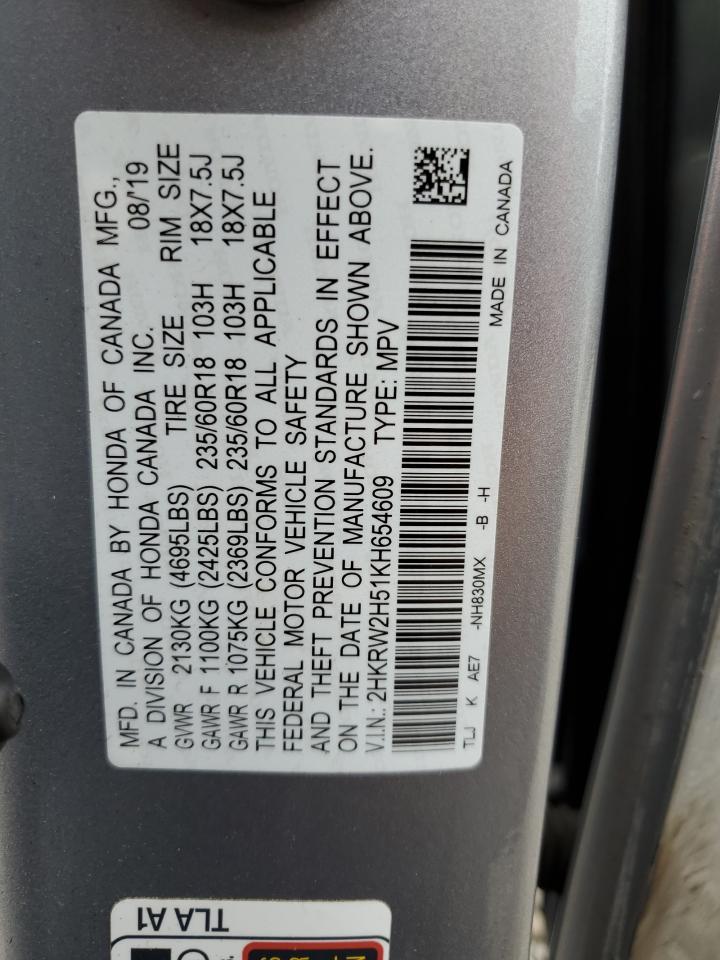 MFD. IN CANADA BY HONDA OF CANADA MFG.,
A DIVISION OF HONDA CANADA INC. 08/'19
GVWR 2130KG (4695LBS) TIRE SIZE RIM SIZE
GAWR F 1100KG (2425LBS) 235/60R18 103H 18X7.5J
GAWR R 1075KG (2369LBS) 235/60R18 103H 18X7.5J
THIS VEHICLE CONFORMS TO ALL APPLICABLE
FEDERAL MOTOR VEHICLE SAFETY
AND THEFT PREVENTION STANDARDS IN EFFECT
ON THE DATE OF MANUFACTURE SHOWN ABOVE.
V.I.N.: 2HKRW2H51KH654609 TYPE: MPV
TLJ K AE7 -NH830MX -B -H MADE IN CANADA
TLA A1